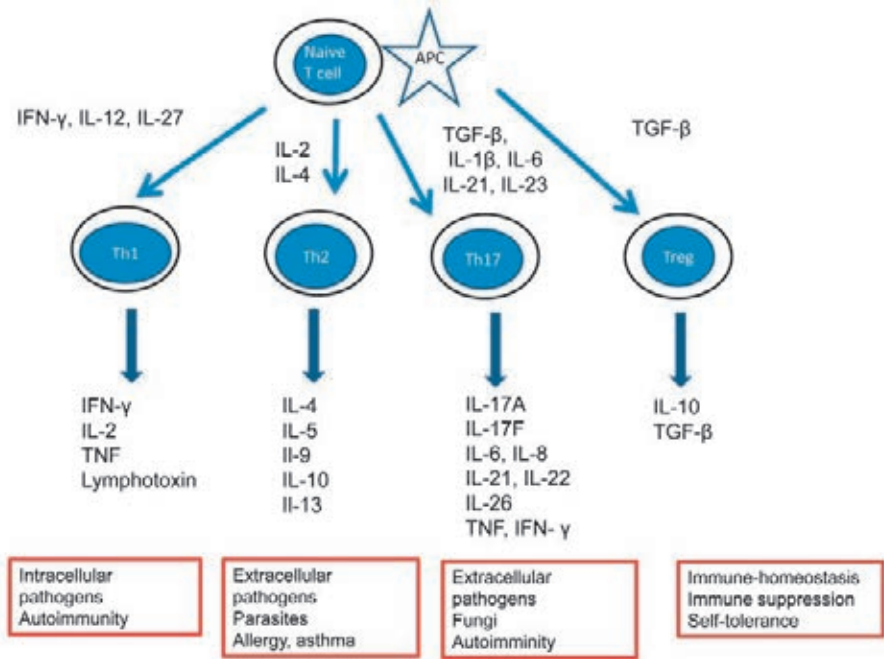 Naive
T cell
APC
IFN-γ, IL-12, IL-27
IL-2
IL-4
TGF-β,
IL-1β, IL-6
IL-21, IL-23
TGF-β
Th1
Th2
Th17
Treg
IFN-γ
IL-2
TNF
Lymphotoxin
IL-4
IL-5
Il-9
IL-10
Il-13
IL-17A
IL-17F
IL-6, IL-8
IL-21, IL-22
IL-26
TNF, IFN- γ
IL-10
TGF-β
Intracellular
pathogens
Autoimmunity
Extracellular
pathogens
Parasites
Allergy, asthma
Extracellular
pathogens
Fungi
Autoimminity
Immune-homeostasis
Immune suppression
Self-tolerance